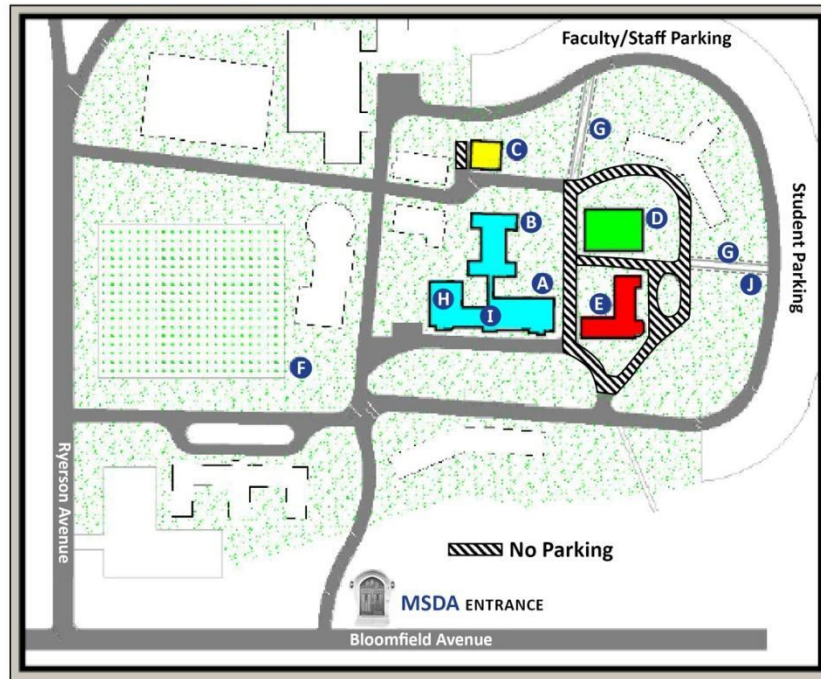 Faculty/Staff Parking
G
C
B
D
Student Parking
A
G
J
H
E
I
F
Ryerson Avenue
No Parking
MSDA ENTRANCE
Bloomfield Avenue